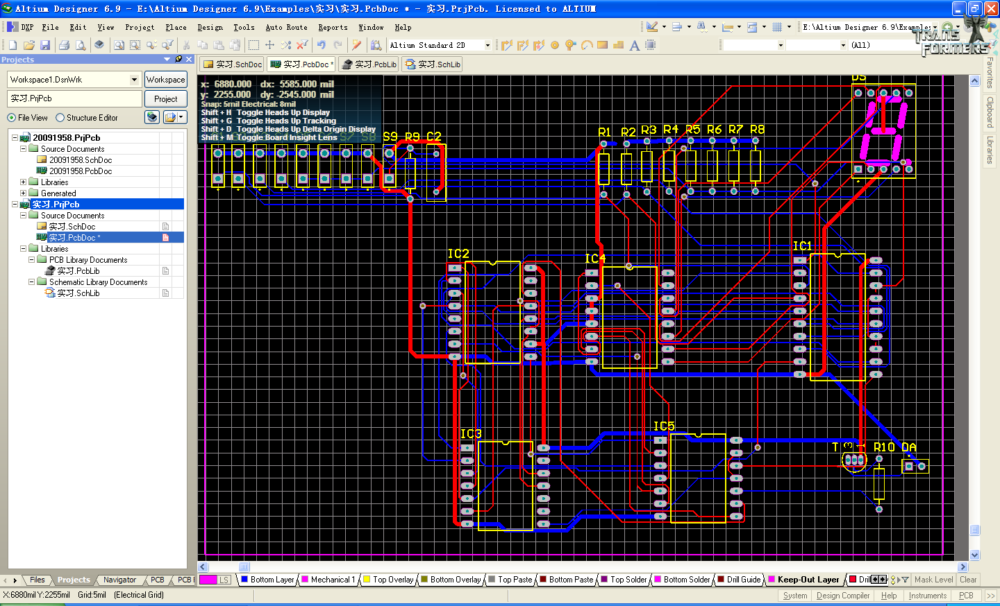 Altium Designer 6.9 - E:\Altium Designer 6.9\Examples\实习\实习.PcbDoc * - 实习.PrjPcb. Licensed to ALTIUM
DXP File Edit View Project Place Design Tools Auto Route Reports Window Help
E:\Altium Designer 6.9\Examples
TRANSFORMERS
Altium Standard 2D
(All)
Projects
实习.SchDoc 实习.PcbDoc * 实习.PcbLib 实习.SchLib
Workspace1.DsnWrk Workspace
实习.PrjPcb Project
File View Structure Editor
20091958.PrjPcb
Source Documents
20091958.SchDoc
20091958.PcbDoc
Libraries
Generated
实习.PrjPcb
Source Documents
实习.SchDoc
实习.PcbDoc *
Libraries
PCB Library Documents
实习.PcbLib
Schematic Library Documents
实习.SchLib
x: 6880.000 dx: 5585.000 mil
y: 2255.000 dy: -2545.000 mil
Snap: 5mil Electrical: 8mil
Shift + H Toggle Heads Up Display
Shift + G Toggle Heads Up Tracking
Shift + D Toggle Heads Up Delta Origin Display
Shift + M Toggle Board Insight Lens
DS
S7 S8 S9 R9 C2 R1 R2 R3 R4 R5 R6 R7 R8
IC2 IC4 IC1
IC3 IC5 T 3 1 R10 DA
Favorites
Clipboard
Libraries
Files Projects Navigator PCB PCB I
LS Bottom Layer Mechanical 1 Top Overlay Bottom Overlay Top Paste Bottom Paste Top Solder Bottom Solder Drill Guide Keep-Out Layer Dril Mask Level Clear
X:6880mil Y:2255mil Grid:5mil (Electrical Grid)
System Design Compiler Help Instruments PCB >>